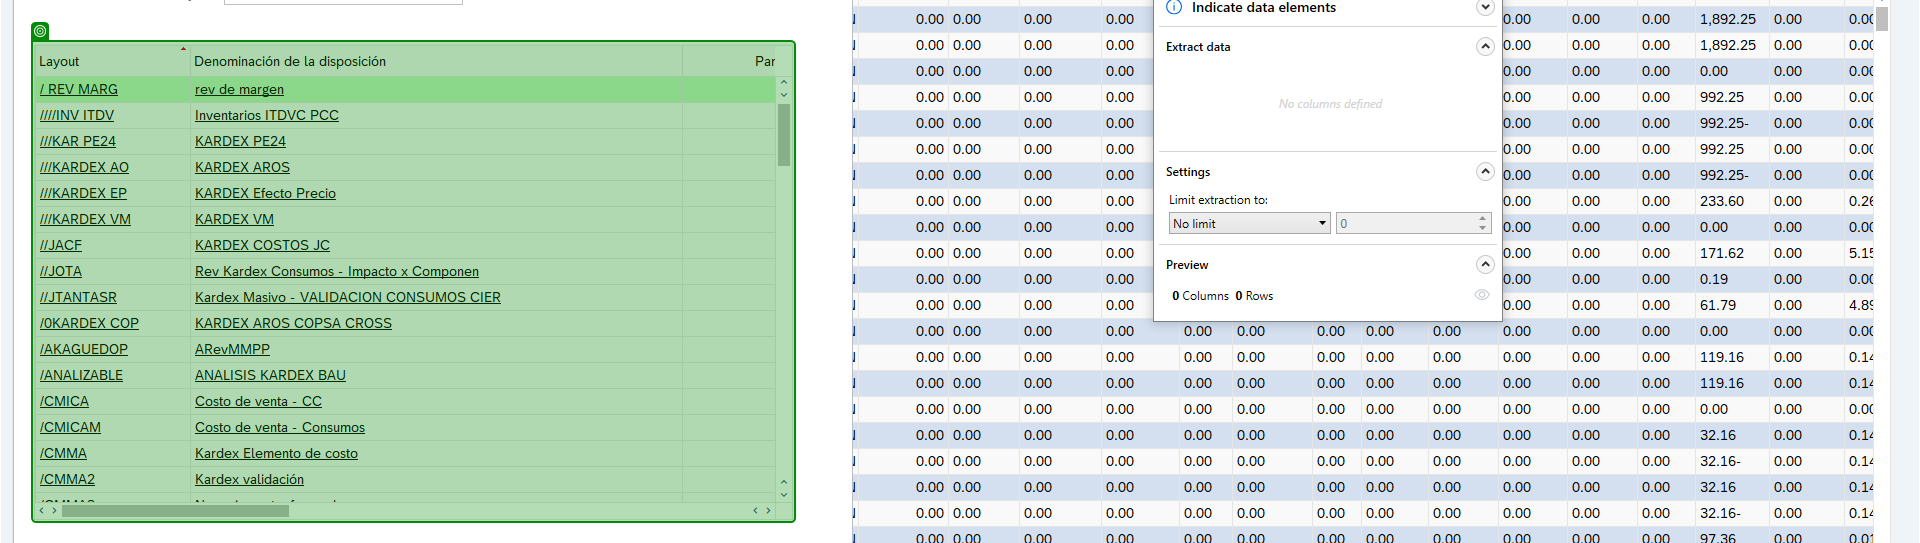 Layout Denominación de la disposición Par
/ REV MARG rev de margen
////INV ITDV Inventarios ITDVC PCC
///KAR PE24 KARDEX PE24
///KARDEX AO KARDEX AROS
///KARDEX EP KARDEX Efecto Precio
///KARDEX VM KARDEX VM
//JACF KARDEX COSTOS JC
//JOTA Rev Kardex Consumos - Impacto x Componen
//JTANTASR Kardex Masivo - VALIDACION CONSUMOS CIER
/0KARDEX COP KARDEX AROS COPSA CROSS
/AKAGUEDOP ARevMMPP
/ANALIZABLE ANALISIS KARDEX BAU
/CMICA Costo de venta - CC
/CMICAM Costo de venta - Consumos
/CMMA Kardex Elemento de costo
/CMMA2 Kardex validación
Indicate data elements
Extract data
No columns defined
Settings
Limit extraction to:
No limit 0
Preview
0 Columns 0 Rows
0.00 0.00 0.00 0.00 0.00 0.00 1,892.25 0.00 0.00
0.00 0.00 0.00 0.00 0.00 0.00 1,892.25 0.00 0.00
0.00 0.00 0.00 0.00 0.00 0.00 0.00 0.00 0.00
0.00 0.00 0.00 0.00 0.00 0.00 992.25 0.00 0.00
0.00 0.00 0.00 0.00 0.00 0.00 992.25- 0.00 0.00
0.00 0.00 0.00 0.00 0.00 0.00 992.25 0.00 0.00
0.00 0.00 0.00 0.00 0.00 0.00 992.25- 0.00 0.00
0.00 0.00 0.00 0.00 0.00 0.00 233.60 0.00 0.26
0.00 0.00 0.00 0.00 0.00 0.00 0.00 0.00 0.00
0.00 0.00 0.00 0.00 0.00 0.00 171.62 0.00 5.15
0.00 0.00 0.00 0.00 0.00 0.00 0.19 0.00 0.00
0.00 0.00 0.00 0.00 0.00 0.00 61.79 0.00 4.89
0.00 0.00 0.00 0.00 0.00 0.00 0.00 0.00 0.00 0.00 0.00 0.00 0.00 0.00
0.00 0.00 0.00 0.00 0.00 0.00 0.00 0.00 0.00 0.00 0.00 119.16 0.00 0.14
0.00 0.00 0.00 0.00 0.00 0.00 0.00 0.00 0.00 0.00 0.00 119.16 0.00 0.14
0.00 0.00 0.00 0.00 0.00 0.00 0.00 0.00 0.00 0.00 0.00 0.00 0.00 0.00
0.00 0.00 0.00 0.00 0.00 0.00 0.00 0.00 0.00 0.00 0.00 32.16 0.00 0.14
0.00 0.00 0.00 0.00 0.00 0.00 0.00 0.00 0.00 0.00 0.00 32.16- 0.00 0.14
0.00 0.00 0.00 0.00 0.00 0.00 0.00 0.00 0.00 0.00 0.00 32.16 0.00 0.14
0.00 0.00 0.00 0.00 0.00 0.00 0.00 0.00 0.00 0.00 0.00 32.16- 0.00 0.14
0.00 0.00 0.00 0.00 0.00 0.00 0.00 0.00 0.00 0.00 0.00 97.36 0.00 0.01